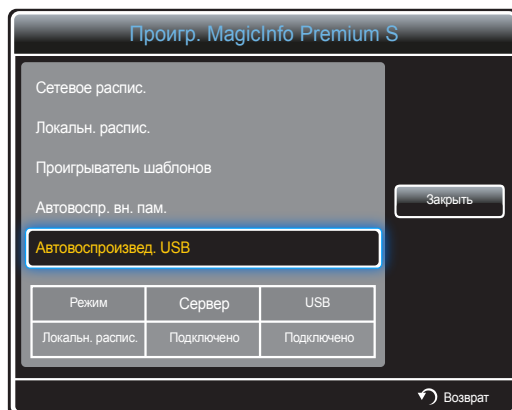 Проигр. MagicInfo Premium S
Сетевое распис.
Локальн. распис.
Проигрыватель шаблонов
Автовоспр. вн. пам.
Закрыть
Автовоспроизвед. USB
Режим Сервер USB
Локальн. распис. Подключено Подключено
Возврат